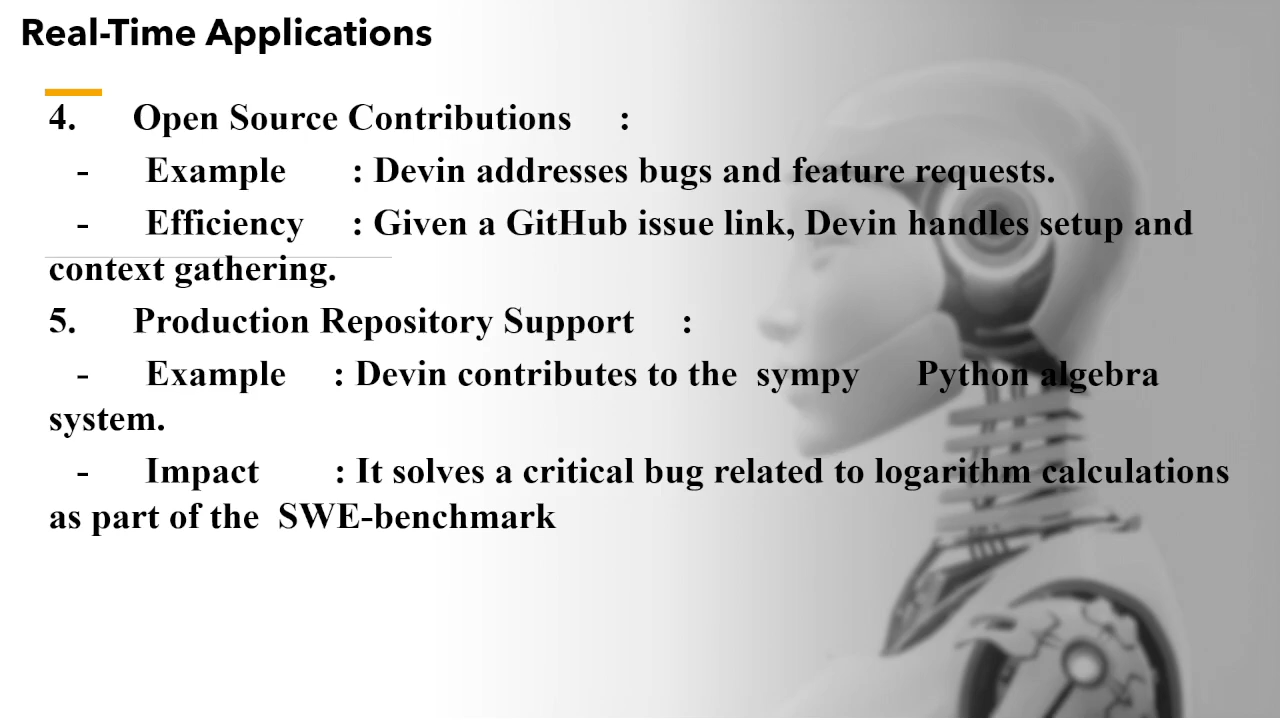 Real-Time Applications
4. Open Source Contributions :
- Example : Devin addresses bugs and feature requests.
- Efficiency : Given a GitHub issue link, Devin handles setup and
context gathering.
5. Production Repository Support :
- Example : Devin contributes to the sympy Python algebra
system.
- Impact : It solves a critical bug related to logarithm calculations
as part of the SWE-benchmark